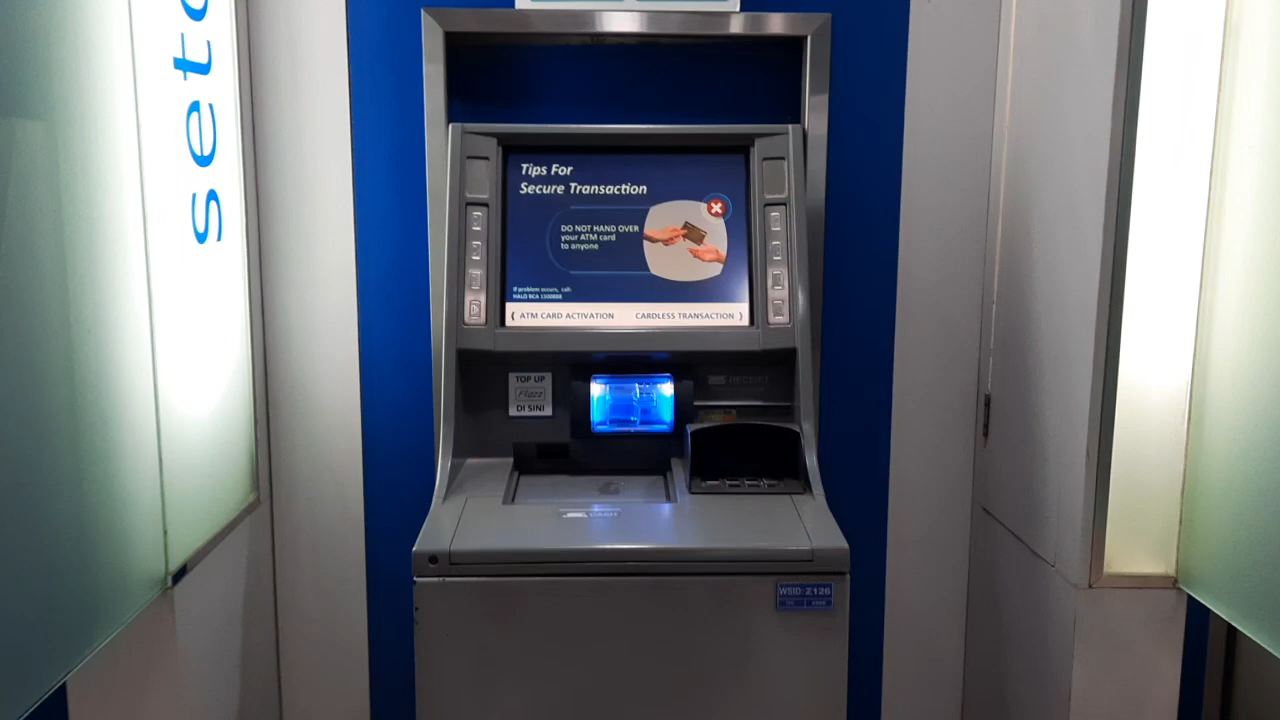 seto
Tips For
Secure Transaction
DO NOT HAND OVER
your ATM card
to anyone
If problem occurs, call:
HALO BCA 1500888
ATM CARD ACTIVATION
CARDLESS TRANSACTION
TOP UP
Flazz
DI SINI
RECEIPT
CASH
WSID:Z126